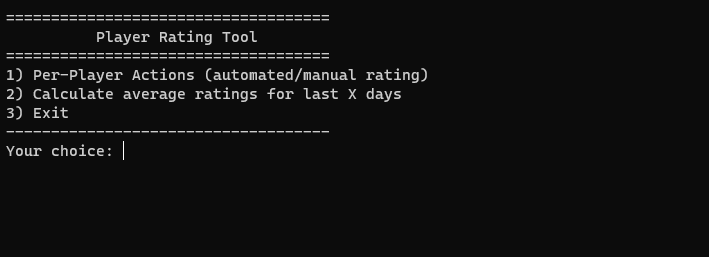 ====================================
          Player Rating Tool
====================================
1) Per-Player Actions (automated/manual rating)
2) Calculate average ratings for last X days
3) Exit
------------------------------------
Your choice: